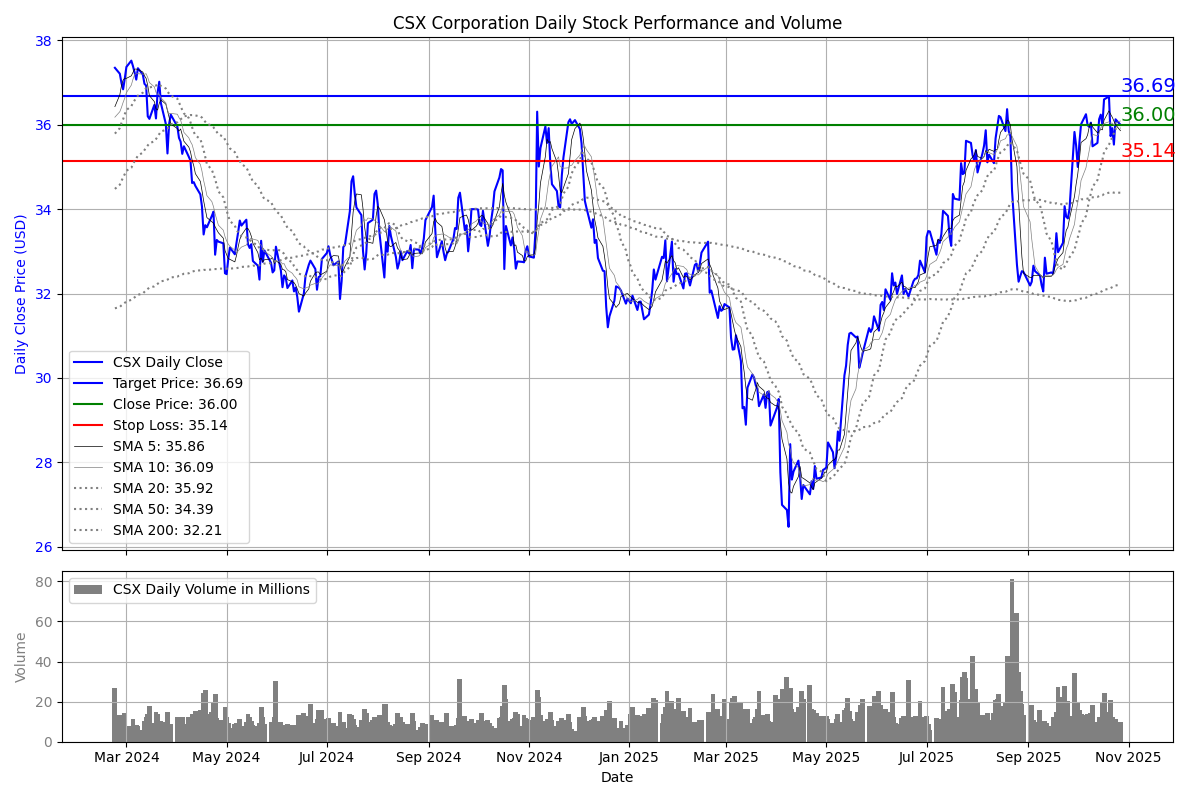 CSX Corporation Daily Stock Performance and Volume
38
36
34
32
30
28
26
Daily Close Price (USD)
36.69
36.00
35.14
CSX Daily Close
Target Price: 36.69
Close Price: 36.00
Stop Loss: 35.14
SMA 5: 35.86
SMA 10: 36.09
SMA 20: 35.92
SMA 50: 34.39
SMA 200: 32.21
80
60
40
20
0
Volume
CSX Daily Volume in Millions
Mar 2024 May 2024 Jul 2024 Sep 2024 Nov 2024 Jan 2025 Mar 2025 May 2025 Jul 2025 Sep 2025 Nov 2025
Date